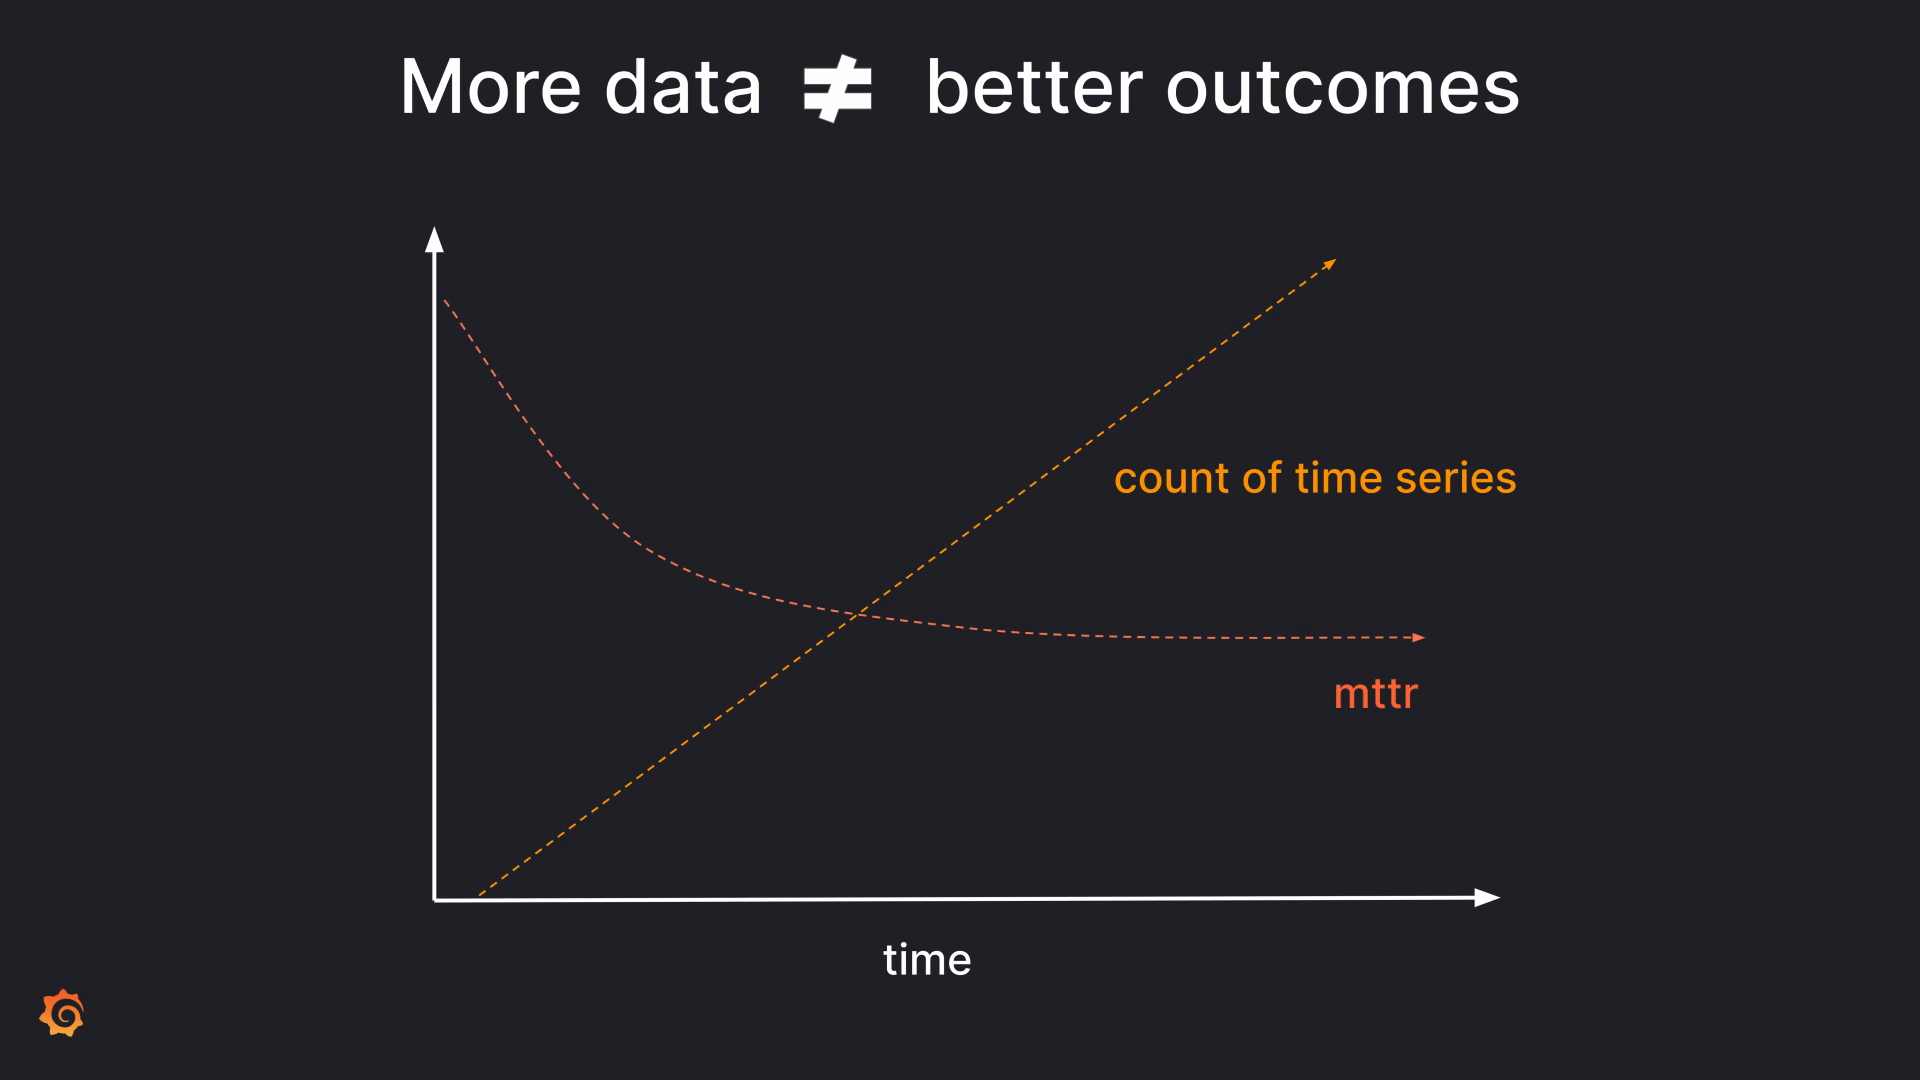 More data ≠ better outcomes
count of time series
mttr
time